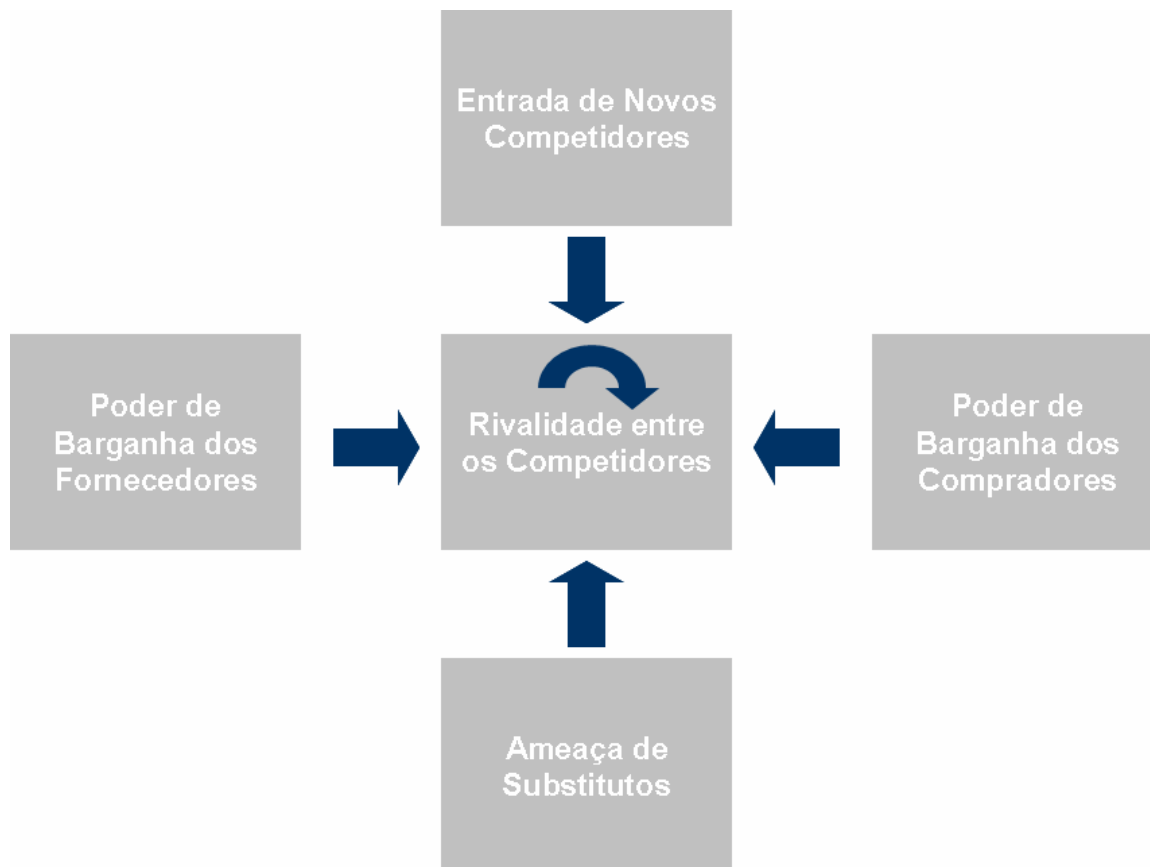 Entrada de Novos
Competidores
Poder de
Barganha dos
Fornecedores
Rivalidade entre
os Competidores
Poder de
Barganha dos
Compradores
Ameaça de
Substitutos